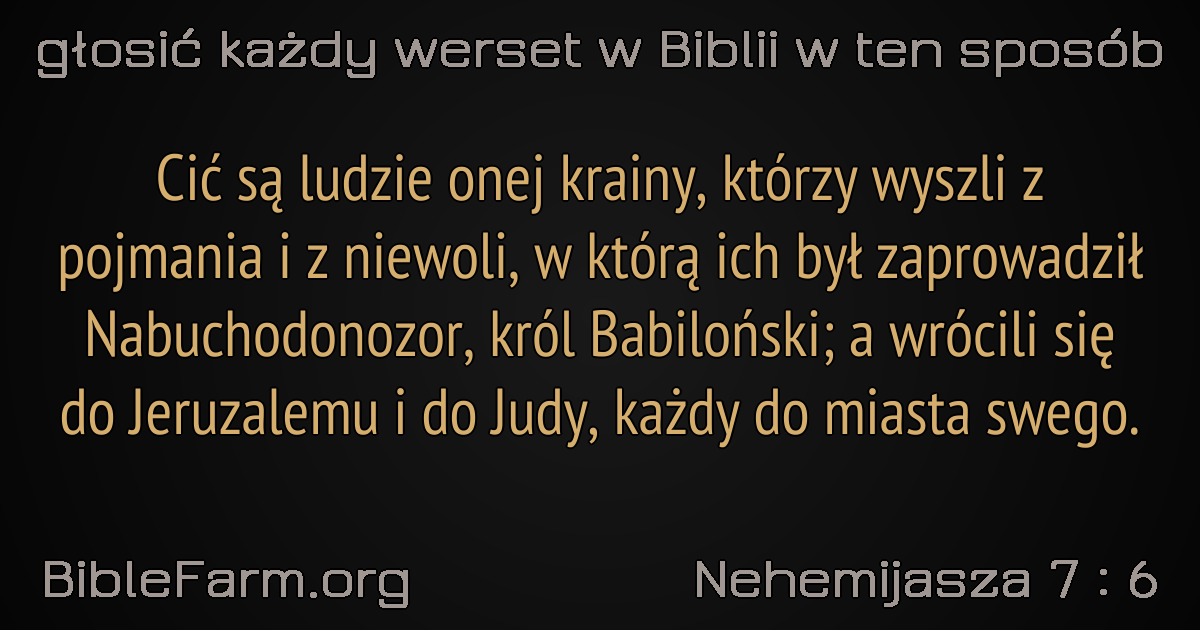 głosić każdy werset w Biblii w ten sposób
Cić są ludzie onej krainy, którzy wyszli z
pojmania i z niewoli, w którą ich był zaprowadził
Nabuchodonozor, król Babiloński; a wrócili się
do Jeruzalemu i do Judy, każdy do miasta swego.
BibleFarm.org
Nehemijasza 7 : 6